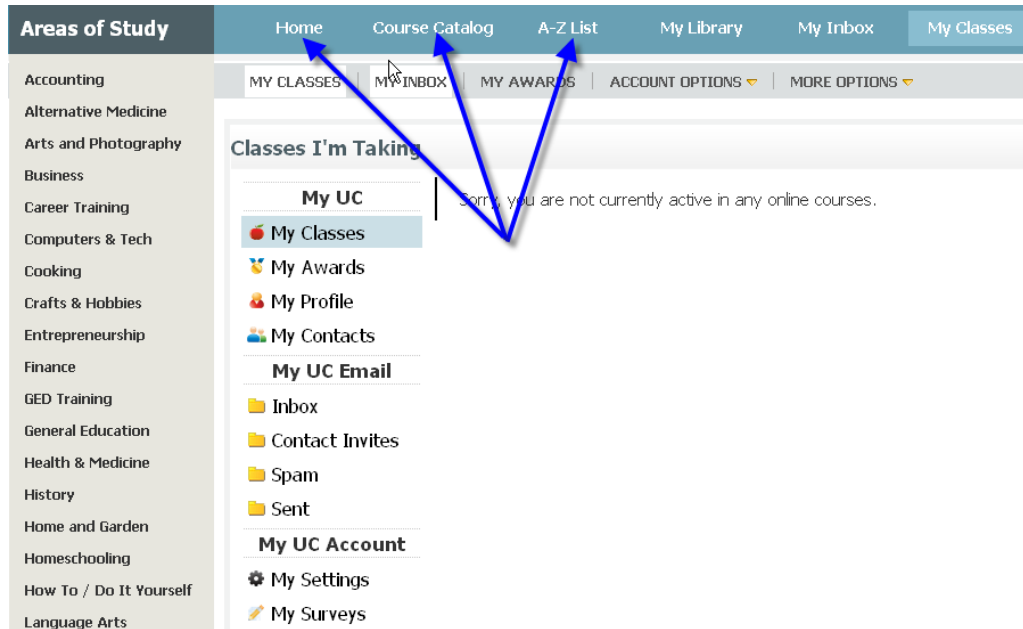 Areas of Study
Home Course Catalog A-Z List My Library My Inbox My Classes
MY CLASSES MY INBOX MY AWARDS ACCOUNT OPTIONS MORE OPTIONS
Accounting
Alternative Medicine
Arts and Photography
Business
Career Training
Computers & Tech
Cooking
Crafts & Hobbies
Entrepreneurship
Finance
GED Training
General Education
Health & Medicine
History
Home and Garden
Homeschooling
How To / Do It Yourself
Language Arts
Classes I'm Taking
My UC
My Classes
My Awards
My Profile
My Contacts
My UC Email
Inbox
Contact Invites
Spam
Sent
My UC Account
My Settings
My Surveys
Sorry, you are not currently active in any online courses.